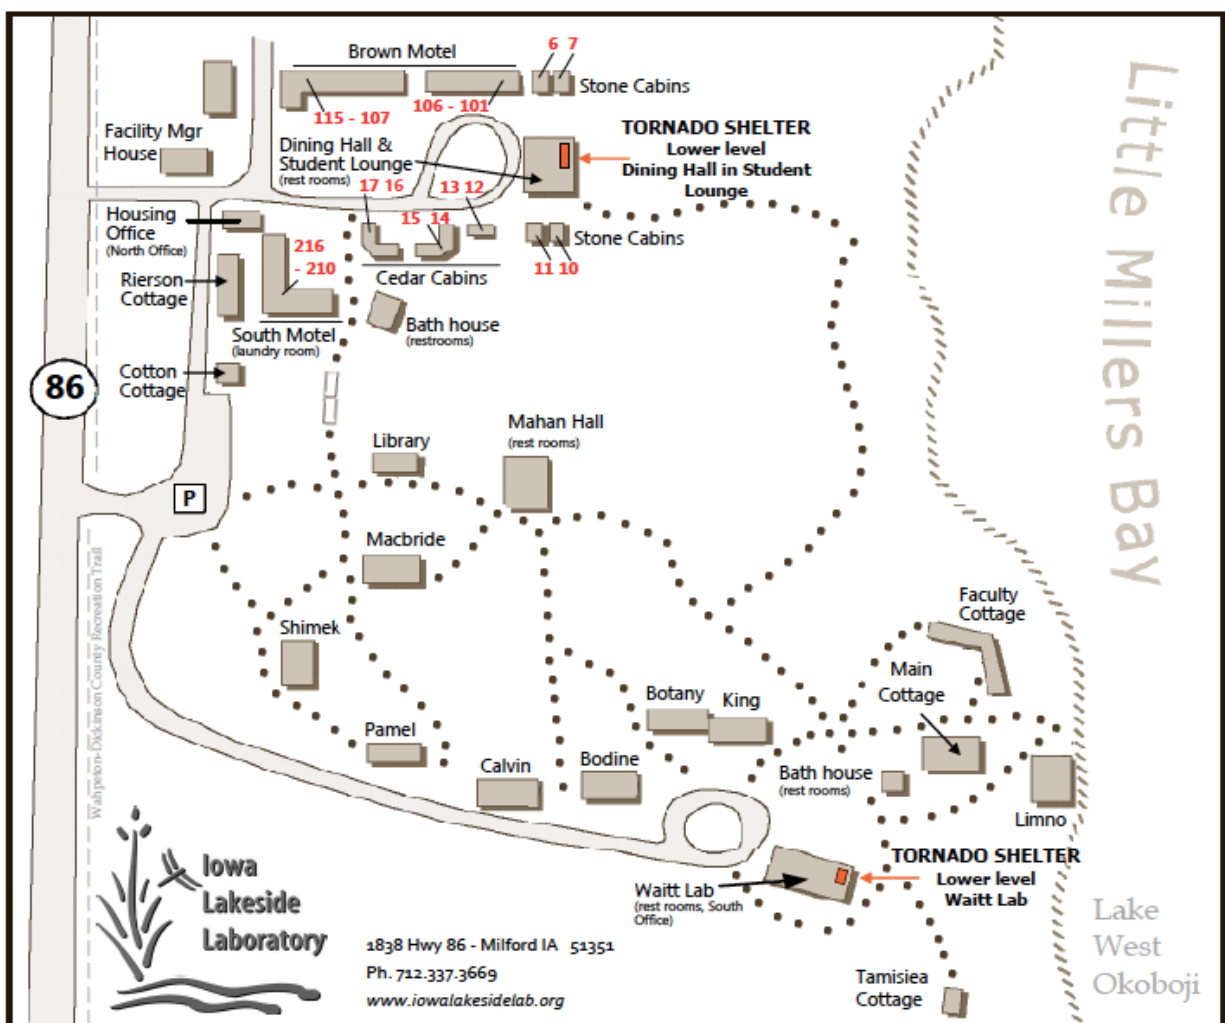 Brown Motel
6 7
Stone Cabins
115 - 107
106 - 101
Facility Mgr
House
Dining Hall &
Student Lounge
(rest rooms)
TORNADO SHELTER
Lower level
Dining Hall in Student
Lounge
17 16
13 12
15 14
Housing
Office
(North Office)
216
- 210
Stone Cabins
11 10
Cedar Cabins
Rierson
Cottage
South Motel
(laundry room)
Bath house
(restrooms)
Cotton
Cottage
86
Little Millers Bay
Mahan Hall
(rest rooms)
Library
P
Macbride
Wahpeton-Dickinson County Recreation Trail
Faculty
Cottage
Shimek
Main
Cottage
Botany
King
Pamel
Calvin
Bodine
Bath house
(rest rooms)
Limno
TORNADO SHELTER
Lower level
Waitt Lab
Waitt Lab
(rest rooms, South
Office)
Iowa
Lakeside
Laboratory
1838 Hwy 86 - Milford IA 51351
Ph. 712.337.3669
www.iowalakesidelab.org
Tamisiea
Cottage
Lake
West
Okoboji